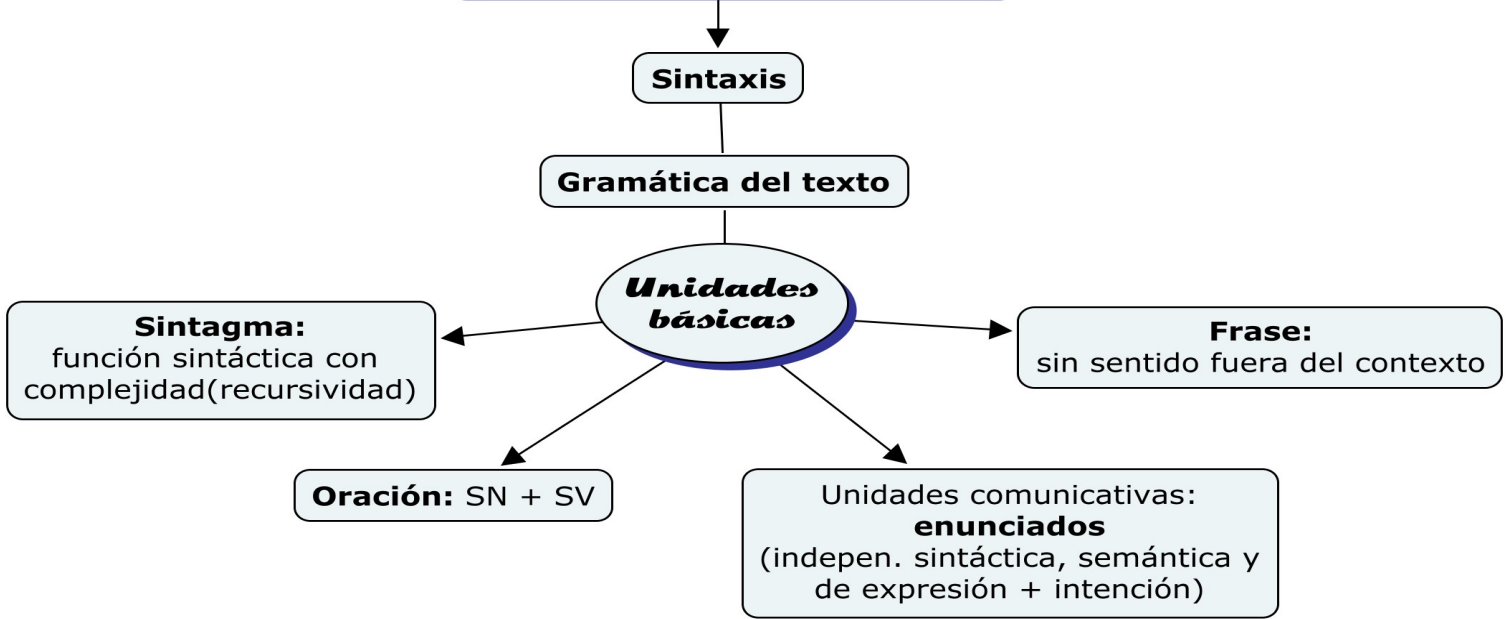 Sintaxis
Gramática del texto
Unidades
básicas
Sintagma:
función sintáctica con
complejidad(recursividad)
Frase:
sin sentido fuera del contexto
Oración: SN + SV
Unidades comunicativas:
enunciados
(indepen. sintáctica, semántica y
de expresión + intención)